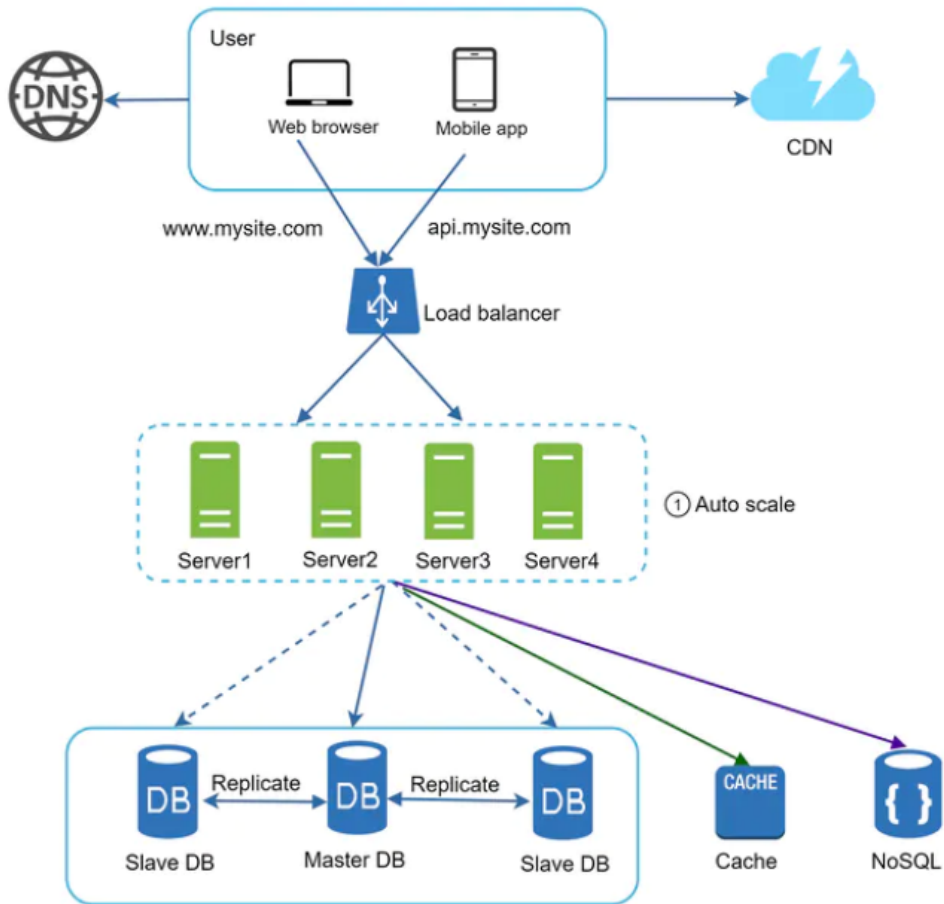 User
DNS
Web browser
Mobile app
CDN
www.mysite.com
api.mysite.com
Load balancer
1 Auto scale
Server1
Server2
Server3
Server4
DB
Replicate
DB
Replicate
DB
CACHE
{ }
Slave DB
Master DB
Slave DB
Cache
NoSQL